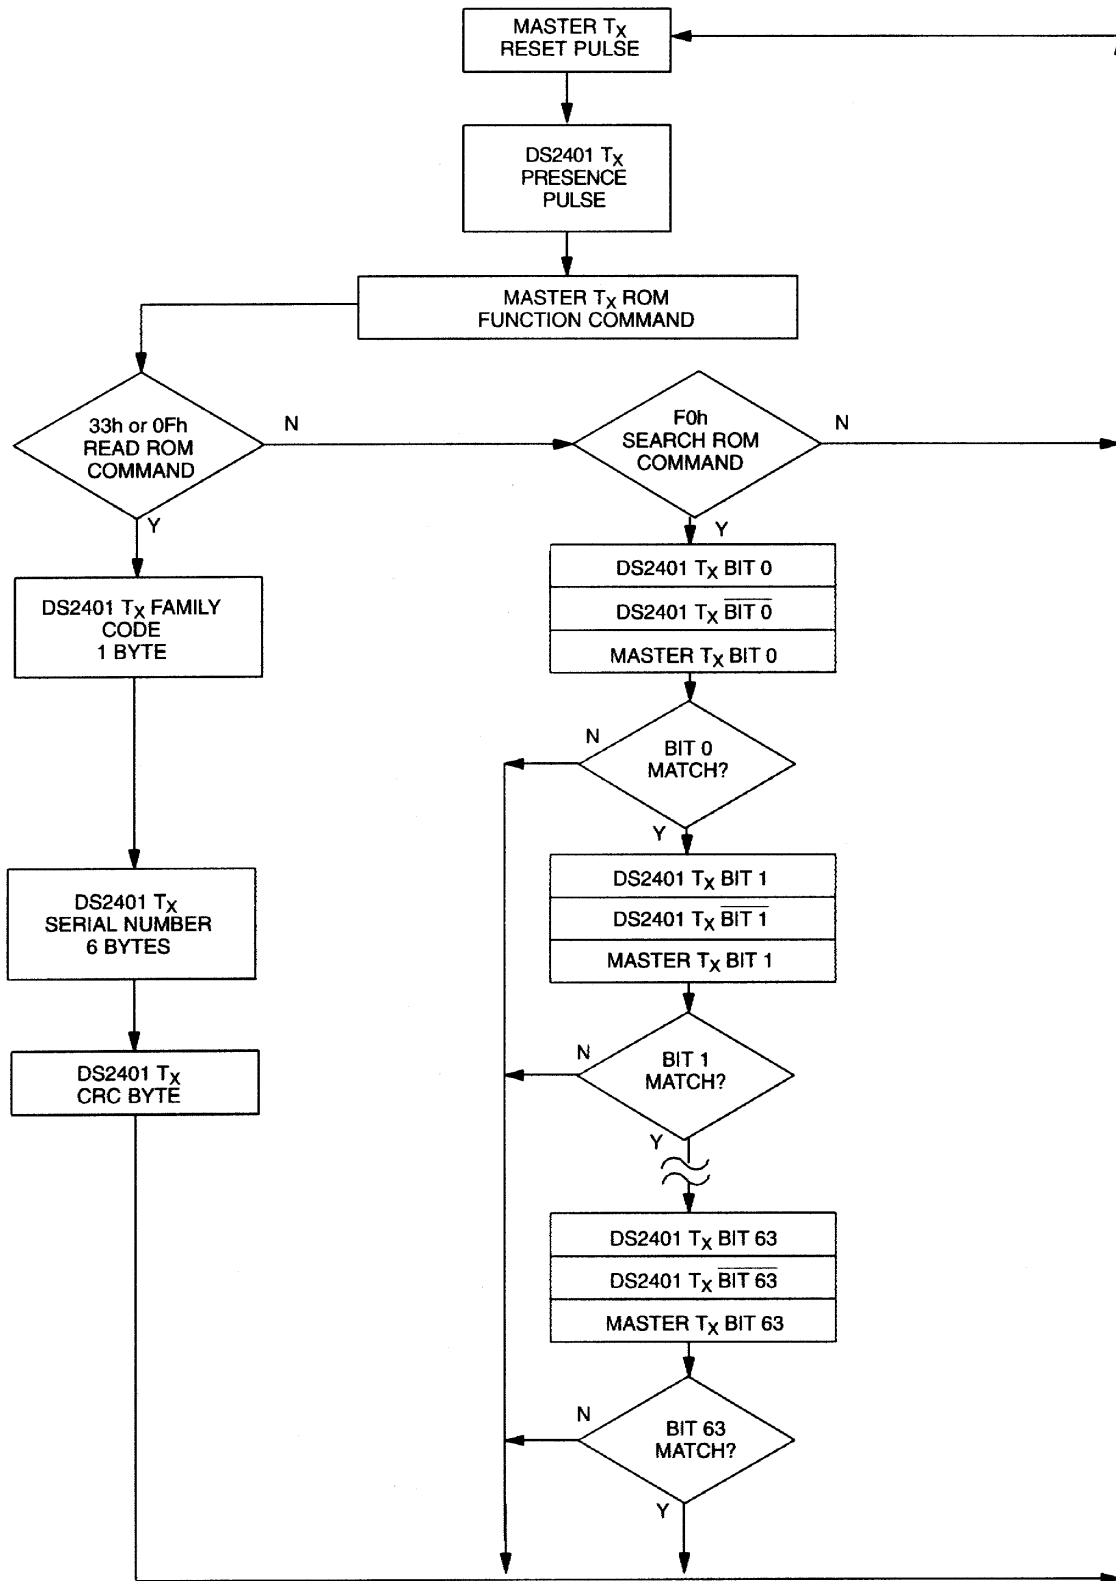 MASTER TX
RESET PULSE
DS2401 TX
PRESENCE
PULSE
MASTER TX ROM
FUNCTION COMMAND
33h or 0Fh
READ ROM
COMMAND
N
Y
F0h
SEARCH ROM
COMMAND
N
Y
DS2401 TX FAMILY
CODE
1 BYTE
DS2401 TX
SERIAL NUMBER
6 BYTES
DS2401 TX
CRC BYTE
DS2401 TX BIT 0
DS2401 TX BIT 0
MASTER TX BIT 0
BIT 0
MATCH?
N
Y
DS2401 TX BIT 1
DS2401 TX BIT 1
MASTER TX BIT 1
BIT 1
MATCH?
N
Y
DS2401 TX BIT 63
DS2401 TX BIT 63
MASTER TX BIT 63
BIT 63
MATCH?
N
Y